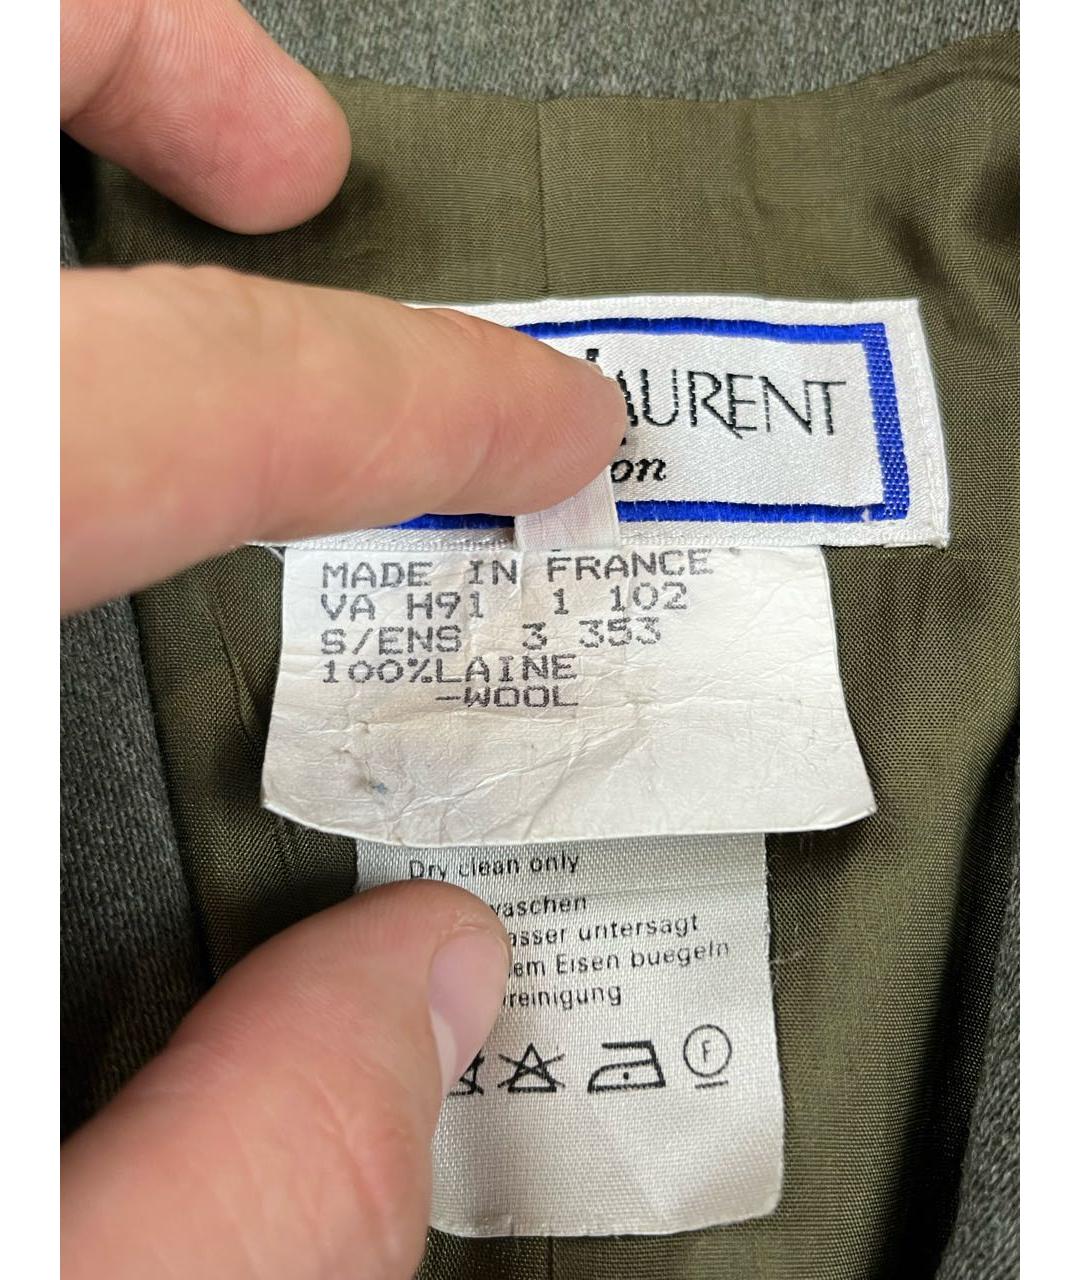 LAURENT
on
MADE IN FRANCE
VA H91 1 102
S/ENS 3 353
100%LAINE
-WOOL
Dry clean only
waschen
asser untersagt
em Eisen buegeln
reinigung
F